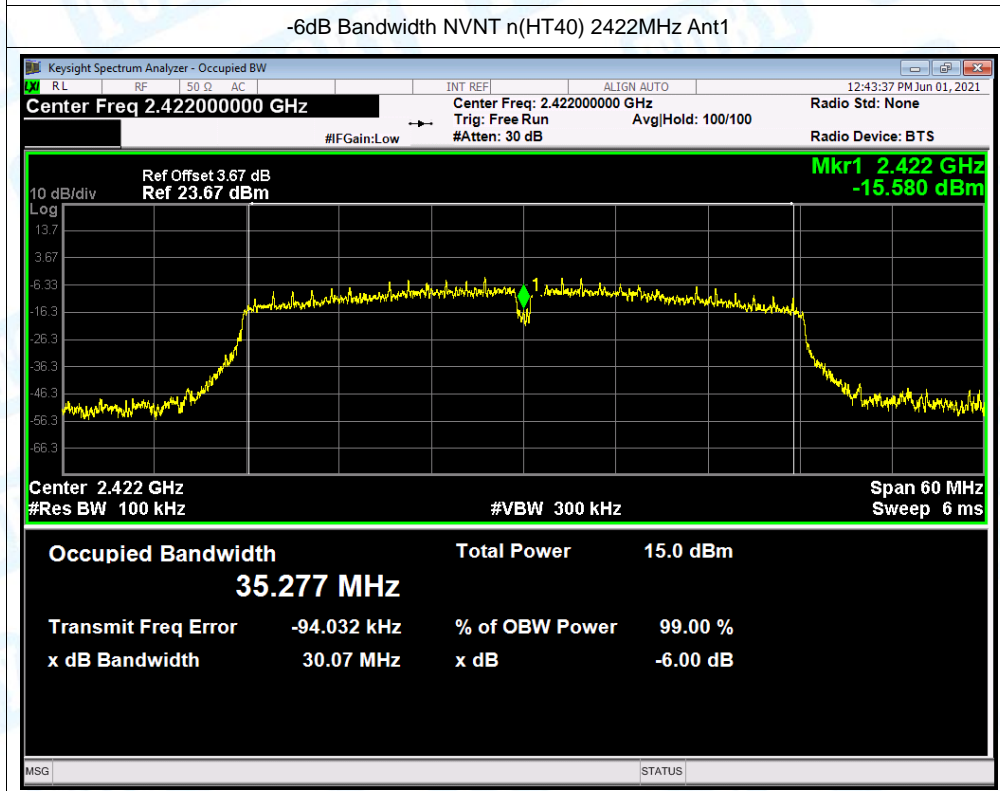 -6dB Bandwidth NVNT n(HT40) 2422MHz Ant1
Keysight Spectrum Analyzer - Occupied BW
LXI RL RF 50 Ω AC INT REF ALIGN AUTO 12:43:37 PM Jun 01, 2021
Center Freq 2.422000000 GHz Center Freq: 2.422000000 GHz Radio Std: None
Trig: Free Run Avg|Hold: 100/100
#IFGain:Low #Atten: 30 dB Radio Device: BTS
Ref Offset 3.67 dB Mkr1 2.422 GHz
10 dB/div Ref 23.67 dBm -15.580 dBm
Log
13.7
3.67
-6.33
1
-16.3
-26.3
-36.3
-46.3
-56.3
-66.3
Center 2.422 GHz Span 60 MHz
#Res BW 100 kHz #VBW 300 kHz Sweep 6 ms
Occupied Bandwidth Total Power 15.0 dBm
35.277 MHz
Transmit Freq Error -94.032 kHz % of OBW Power 99.00 %
x dB Bandwidth 30.07 MHz x dB -6.00 dB
MSG STATUS